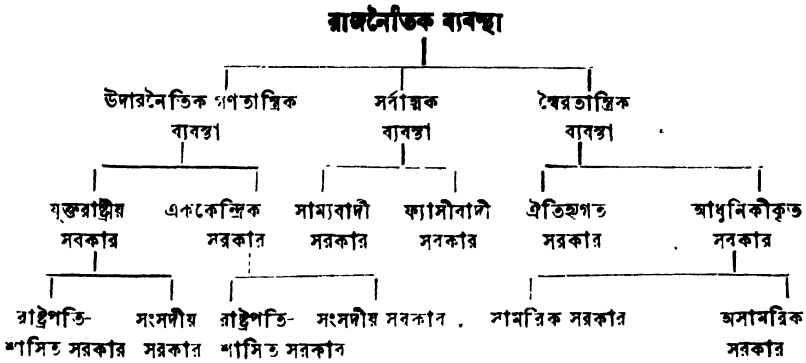 রাজনৈতিক ব্যবস্থা
উদারনৈতিক গণতান্ত্রিক সর্বাত্মক স্বৈরতান্ত্রিক
ব্যবস্থা ব্যবস্থা ব্যবস্থা
যুক্তরাষ্ট্রীয় এককেন্দ্রিক সাম্যবাদী ফ্যাসীবাদী ঐতিহ্যগত আধুনিকীকৃত
সরকার সরকার সরকার সরকার সরকার সরকার
রাষ্ট্রপতি- সংসদীয় রাষ্ট্রপতি- সংসদীয় সরকার . সামরিক সরকার অসামরিক
শাসিত সরকার সরকার শাসিত সরকার সরকার